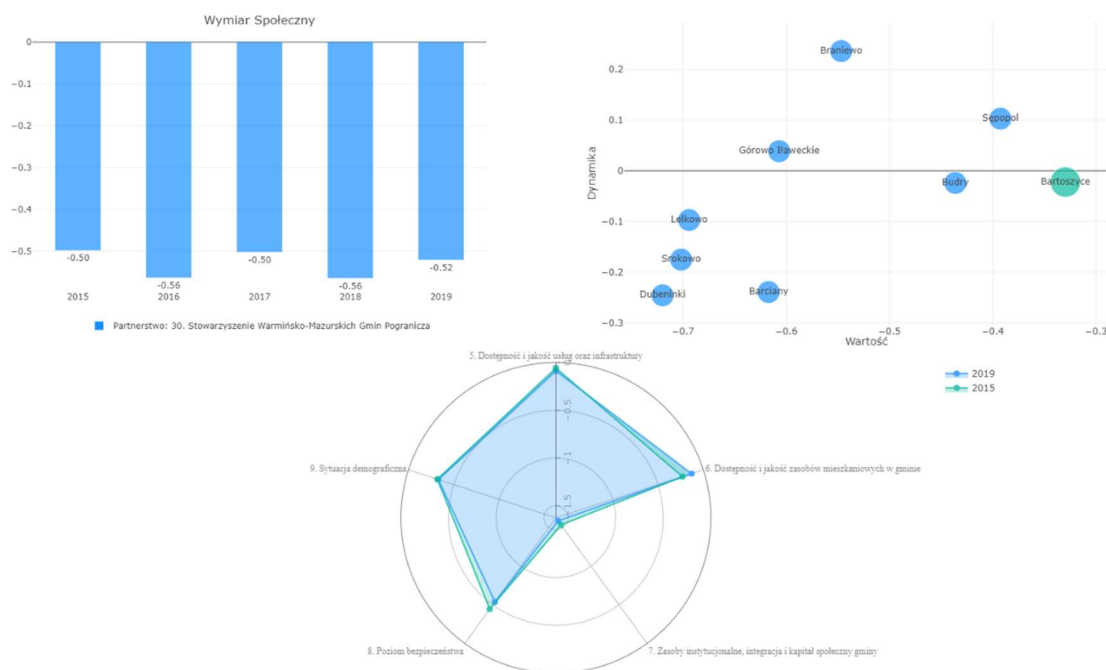 Wymiar Społeczny
0
−0.1
−0.2
−0.3
−0.4
−0.5
-0.50
-0.56
-0.50
-0.56
-0.52
2015
2016
2017
2018
2019
Partnerstwo: 30. Stowarzyszenie Warmińsko-Mazurskich Gmin Pogranicza
Dynamika
0.2
0.1
0
−0.1
−0.2
−0.3
Braniewo
Sępopol
Górowo Iławeckie
Budry
Bartoszyce
Lelkowo
Srokowo
Dubeninki
Barciany
−0.7
−0.6
−0.5
−0.4
−0.3
Wartość
5. Dostępność i jakość usług oraz infrastruktury
0
−0.5
−1
−1.5
9. Sytuacja demograficzna
6. Dostępność i jakość zasobów mieszkaniowych w gminie
8. Poziom bezpieczeństwa
7. Zasoby instytucjonalne, integracja i kapitał społeczny gminy
2019
2015